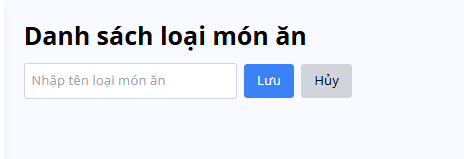 Danh sách loại món ăn
Nhập tên loại món ăn Lưu Hủy